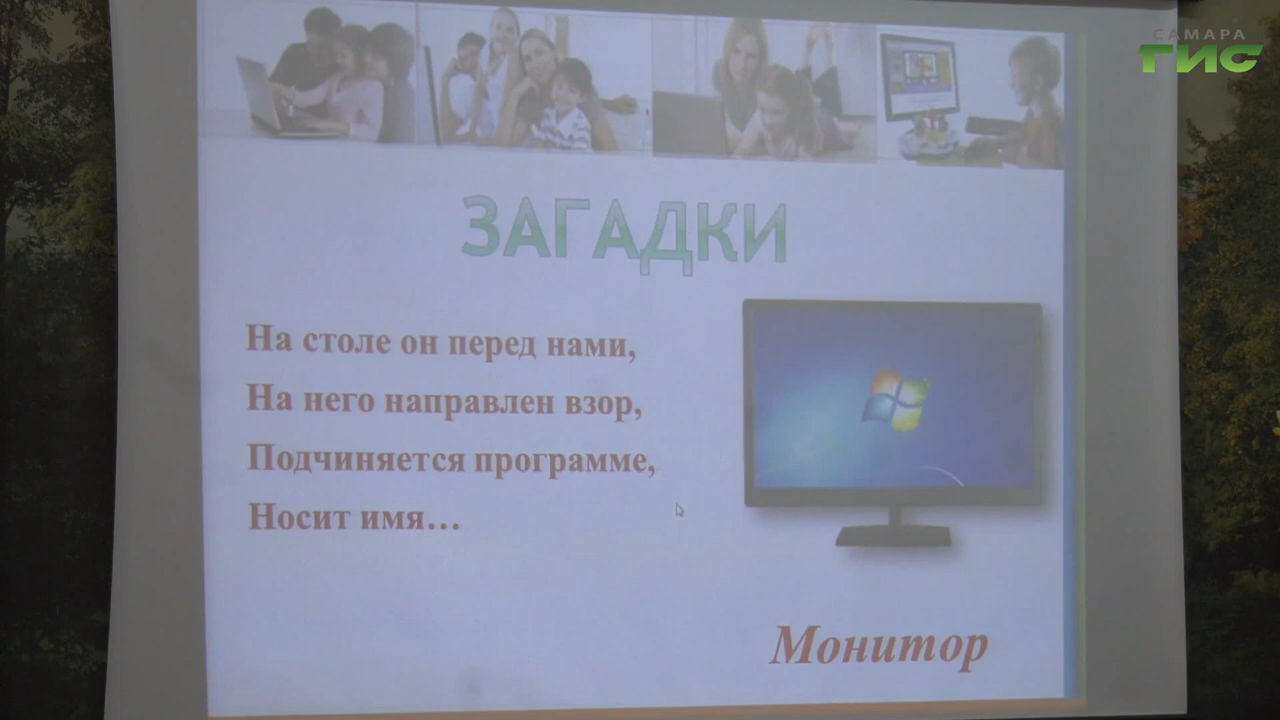 САМАРА
ГИС
ЗАГАДКИ
На столе он перед нами,
На него направлен взор,
Подчиняется программе,
Носит имя…
Монитор